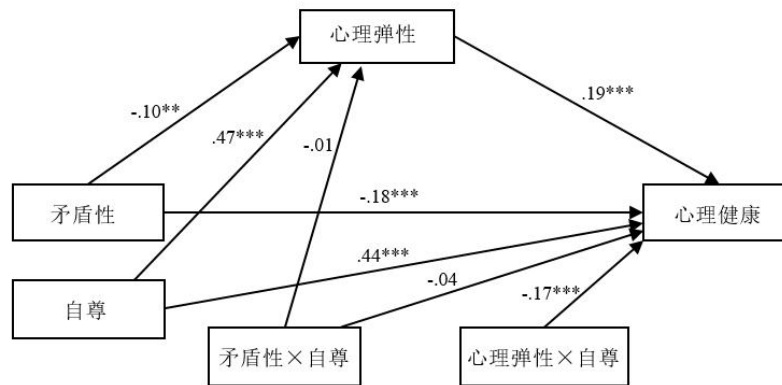 心理弹性
-.10**
.19***
.47***
-.01
矛盾性
-.18***
心理健康
.44***
自尊
-.04
-.17***
矛盾性×自尊
心理弹性×自尊